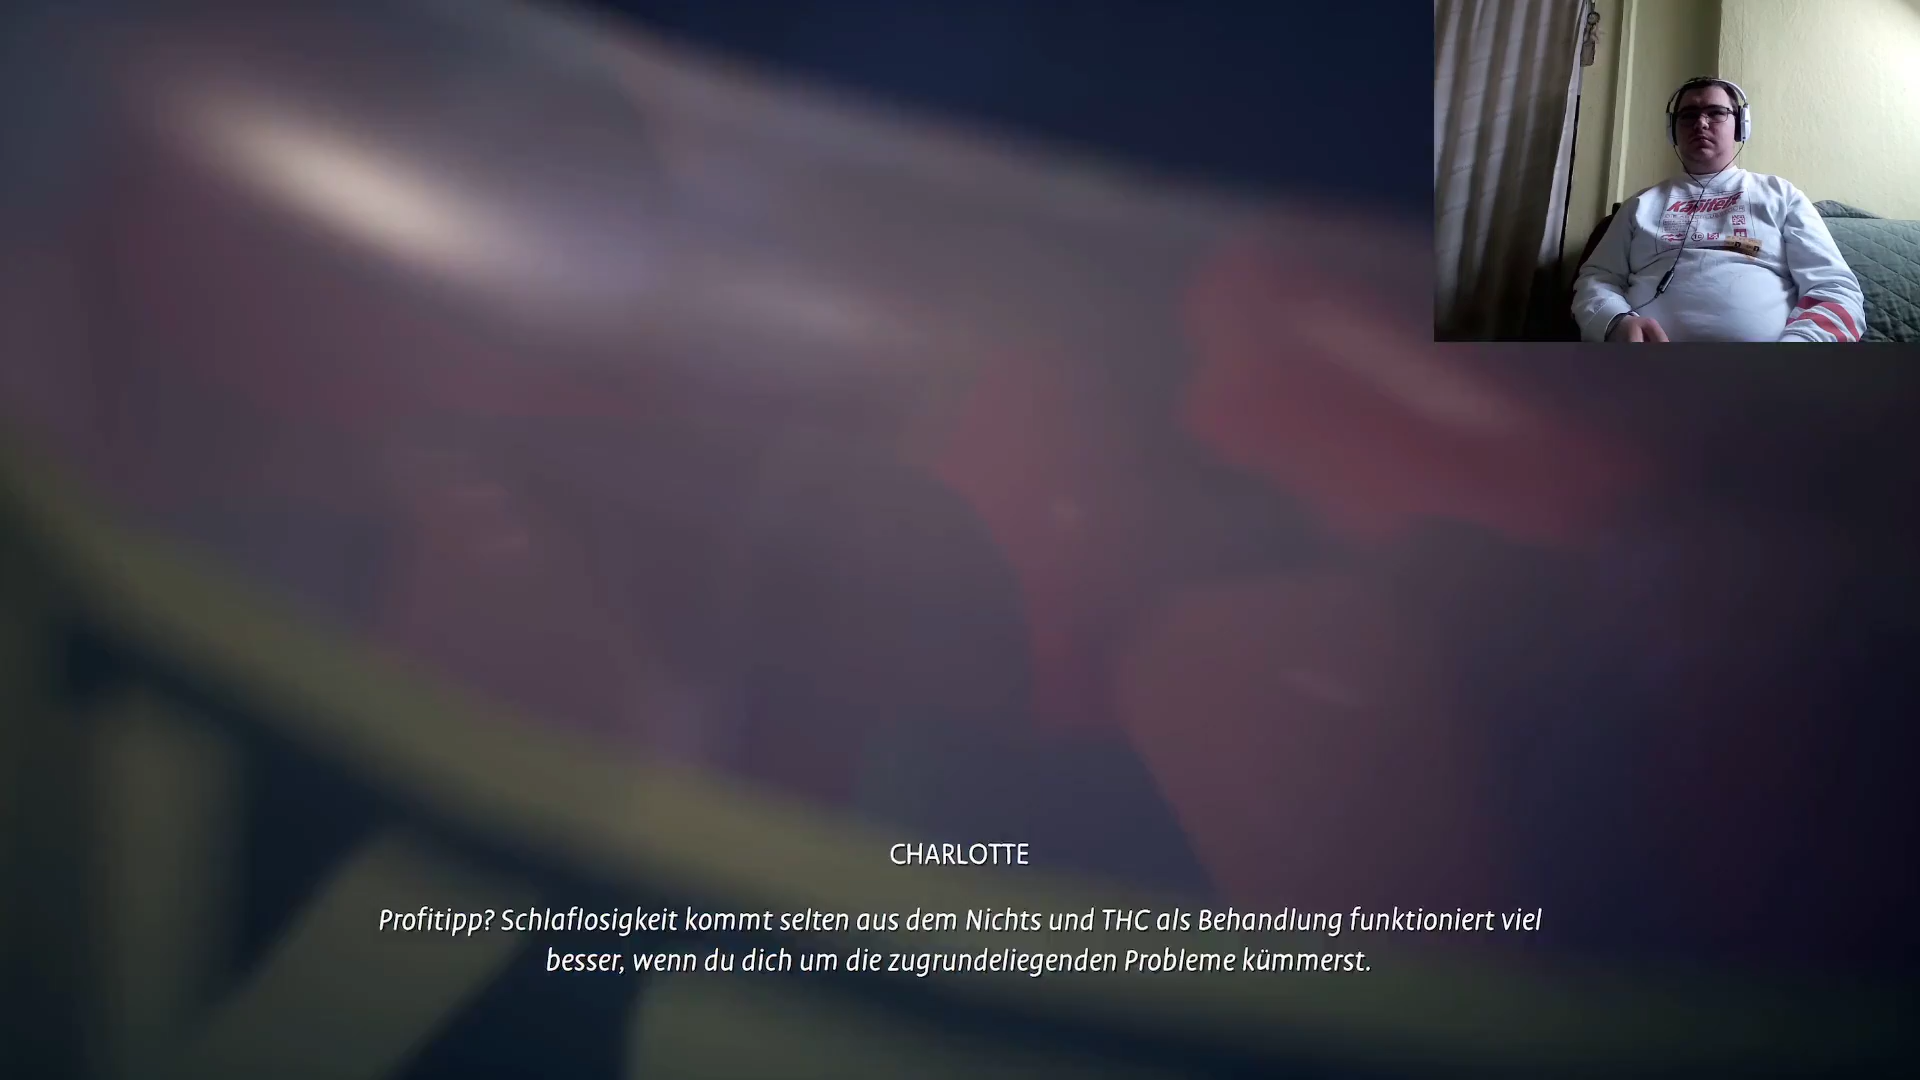 Kapitel
CHARLOTTE
Profitipp? Schlaflosigkeit kommt selten aus dem Nichts und THC als Behandlung funktioniert viel
besser, wenn du dich um die zugrundeliegenden Probleme kümmerst.